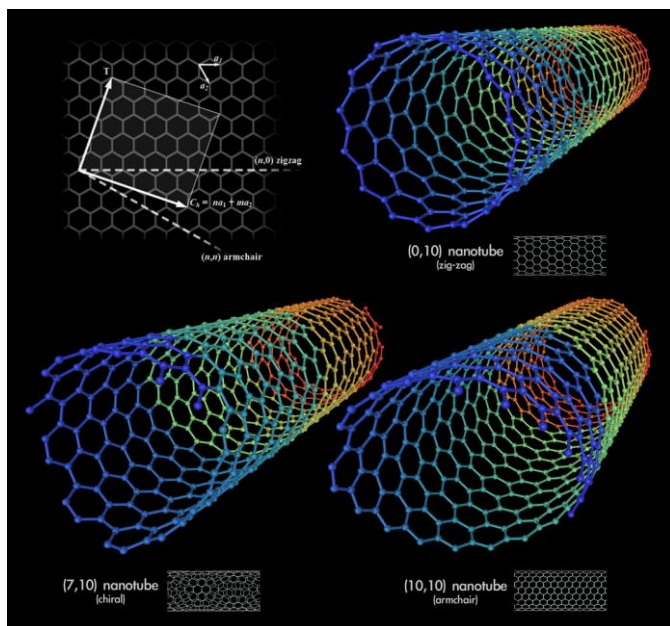 a1
a2
T
(n,0) zigzag
Ch = na1 + ma2
(n,n) armchair
(0,10) nanotube
(zig-zag)
(7,10) nanotube
(chiral)
(10,10) nanotube
(armchair)